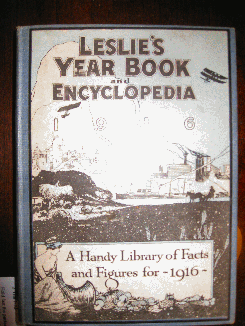 LESLIE'S
YEAR BOOK
and
ENCYCLOPEDIA
1916
A Handy Library of Facts
and Figures for -1916-